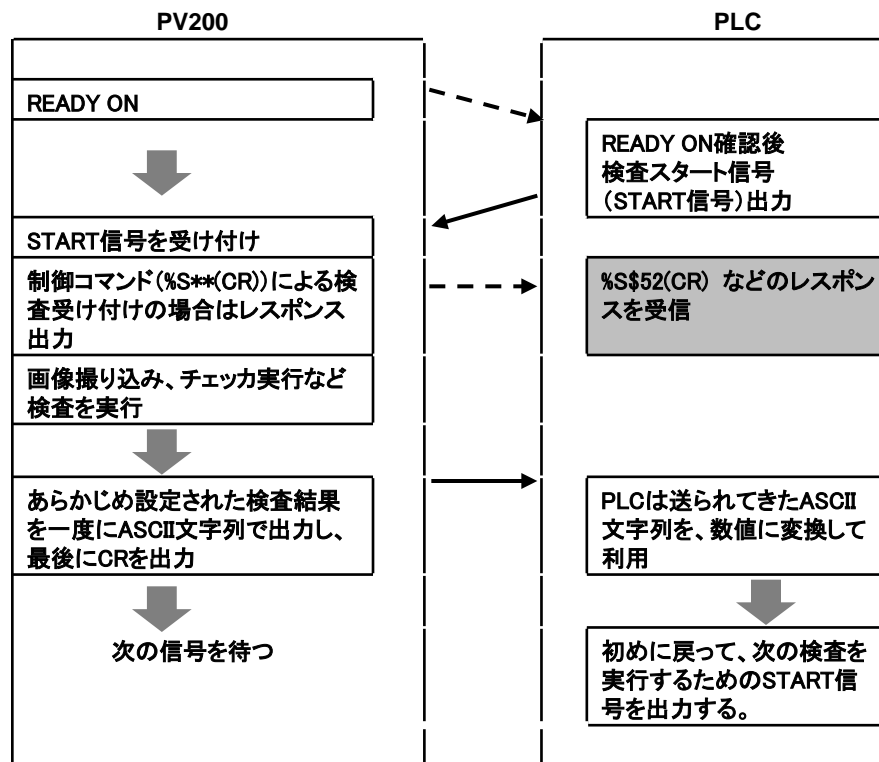 PV200
PLC
READY ON
READY ON確認後
検査スタート信号
（START信号）出力
START信号を受け付け
制御コマンド（%S**(CR)）による検
査受け付けの場合はレスポンス
出力
%S$52(CR) などのレスポン
スを受信
画像撮り込み、チェッカ実行など
検査を実行
あらかじめ設定された検査結果
を一度にASCII文字列で出力し、
最後にCRを出力
PLCは送られてきたASCII
文字列を、数値に変換して
利用
次の信号を待つ
初めに戻って、次の検査を
実行するためのSTART信
号を出力する。